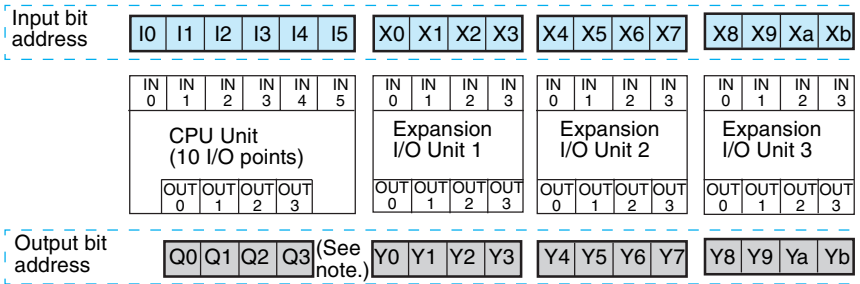 Input bit
address
I0 I1 I2 I3 I4 I5 X0 X1 X2 X3 X4 X5 X6 X7 X8 X9 Xa Xb
IN IN IN IN IN IN IN IN IN IN IN IN IN IN IN IN IN IN
0 1 2 3 4 5 0 1 2 3 0 1 2 3 0 1 2 3
CPU Unit
(10 I/O points)
Expansion
I/O Unit 1
Expansion
I/O Unit 2
Expansion
I/O Unit 3
OUT OUT OUT OUT OUT OUT OUT OUT OUT OUT OUT OUT OUT OUT OUT OUT
0 1 2 3 0 1 2 3 0 1 2 3 0 1 2 3
Output bit
address
Q0 Q1 Q2 Q3 (See
note.) Y0 Y1 Y2 Y3 Y4 Y5 Y6 Y7 Y8 Y9 Ya Yb